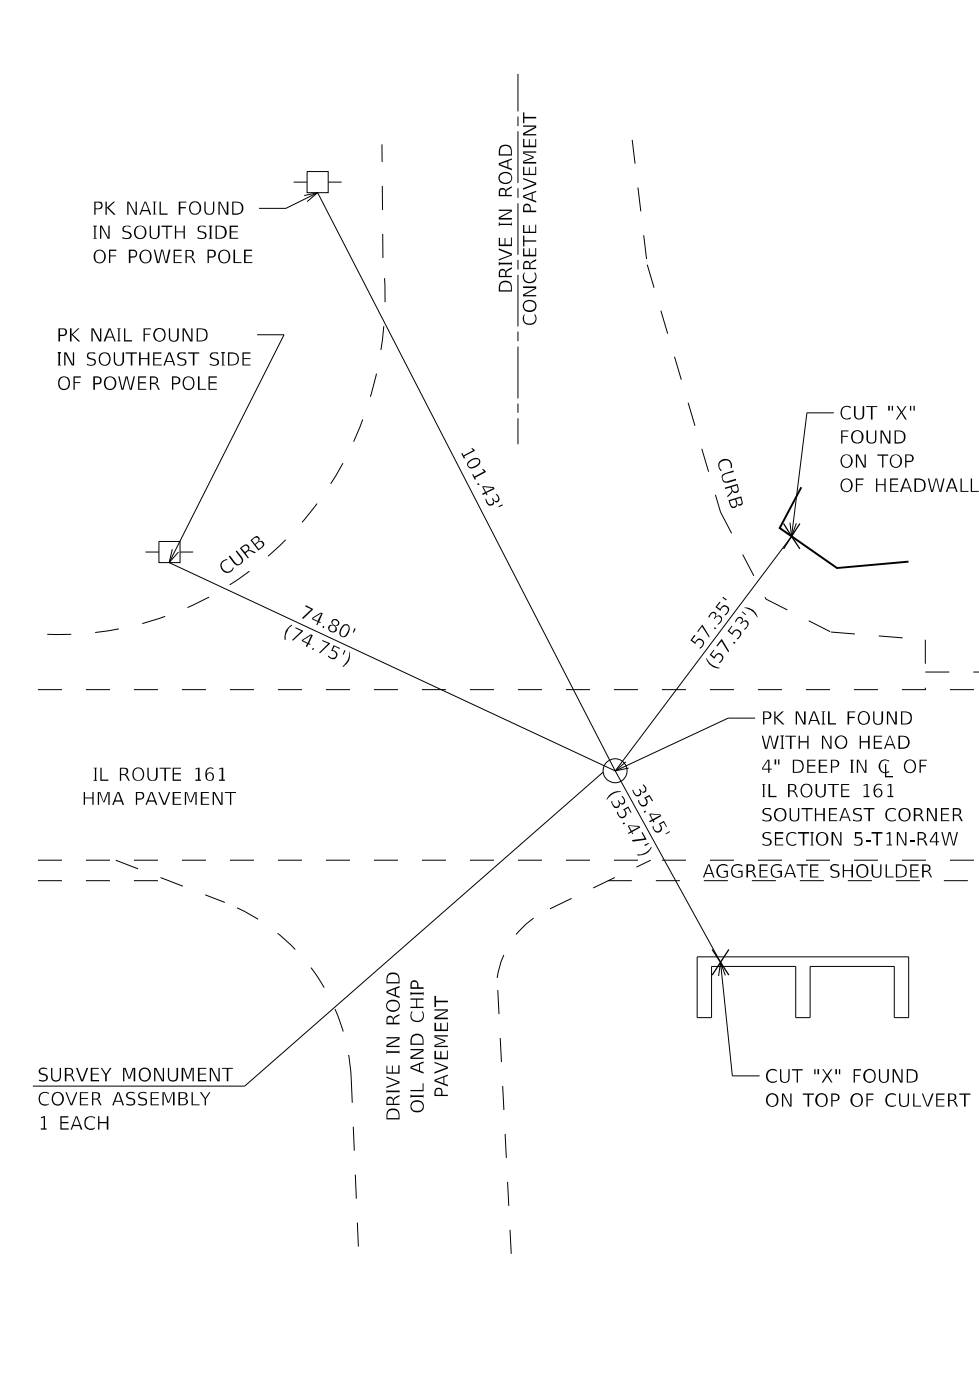 DRIVE IN ROAD
CONCRETE PAVEMENT
PK NAIL FOUND
IN SOUTH SIDE
OF POWER POLE
PK NAIL FOUND
IN SOUTHEAST SIDE
OF POWER POLE
CUT "X"
FOUND
ON TOP
OF HEADWALL
101.43'
CURB
CURB
74.80'
(74.75')
57.35'
(57.53')
PK NAIL FOUND
WITH NO HEAD
4" DEEP IN ℄ OF
IL ROUTE 161
SOUTHEAST CORNER
SECTION 5-T1N-R4W
IL ROUTE 161
HMA PAVEMENT
35.45'
(35.47')
AGGREGATE SHOULDER
DRIVE IN ROAD
OIL AND CHIP
PAVEMENT
SURVEY MONUMENT
COVER ASSEMBLY
1 EACH
CUT "X" FOUND
ON TOP OF CULVERT